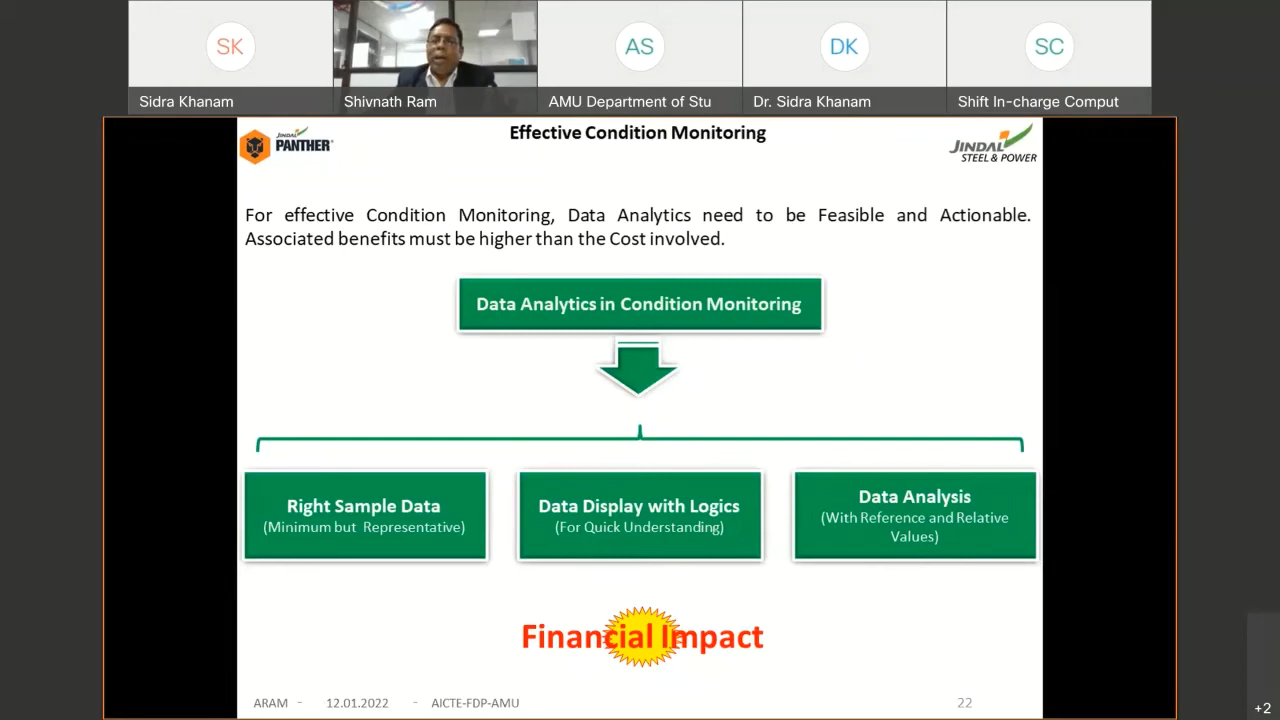 SK
AS
DK
SC
Sidra Khanam
Shivnath Ram
AMU Department of Stu
Dr. Sidra Khanam
Shift In-charge Comput
JINDAL
PANTHER
Effective Condition Monitoring
JINDAL
STEEL & POWER
For effective Condition Monitoring, Data Analytics need to be Feasible and Actionable.
Associated benefits must be higher than the Cost involved.
Data Analytics in Condition Monitoring
Right Sample Data
(Minimum but Representative)
Data Display with Logics
(For Quick Understanding)
Data Analysis
(With Reference and Relative
Values)
Financial Impact
ARAM - 12.01.2022 - AICTE-FDP-AMU 22
+2